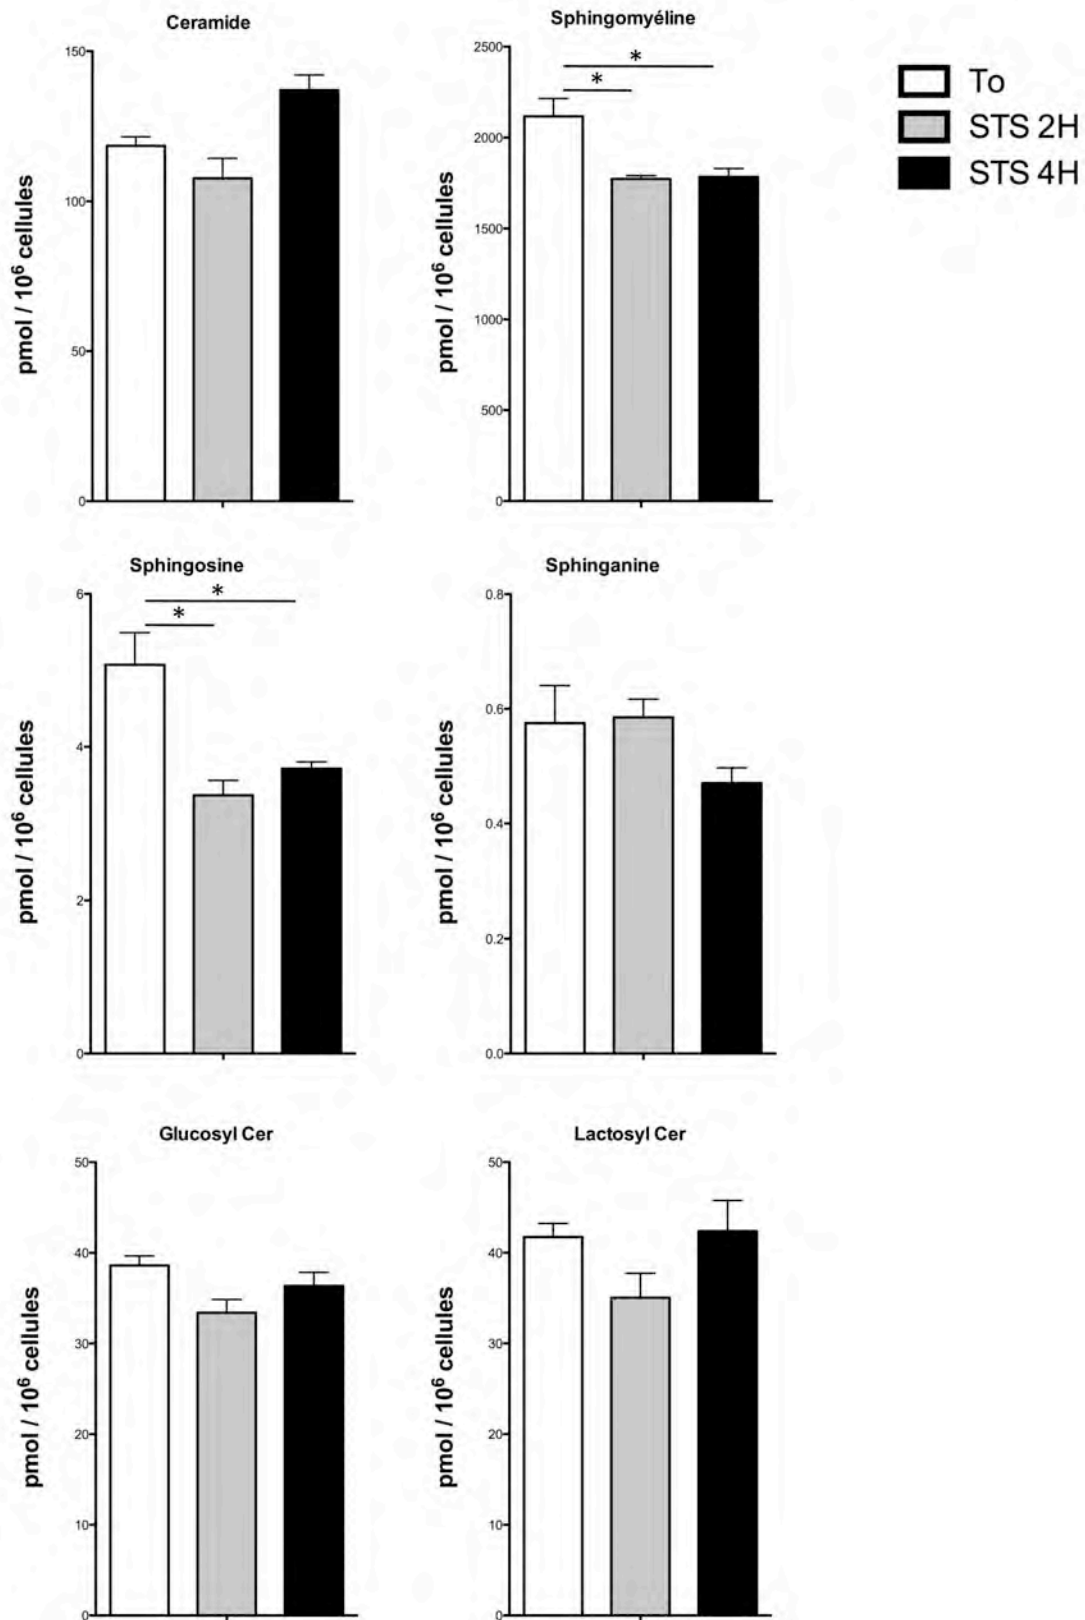 Ceramide
150
100
50
0
pmol / 10⁶ cellules
Sphingomyéline
2500
2000
1500
1000
500
0
pmol / 10⁶ cellules
*
*
To
STS 2H
STS 4H
Sphingosine
6
4
2
0
pmol / 10⁶ cellules
*
*
Sphinganine
0.8
0.6
0.4
0.2
0.0
pmol / 10⁶ cellules
Glucosyl Cer
50
40
30
20
10
0
pmol / 10⁶ cellules
Lactosyl Cer
50
40
30
20
10
0
pmol / 10⁶ cellules